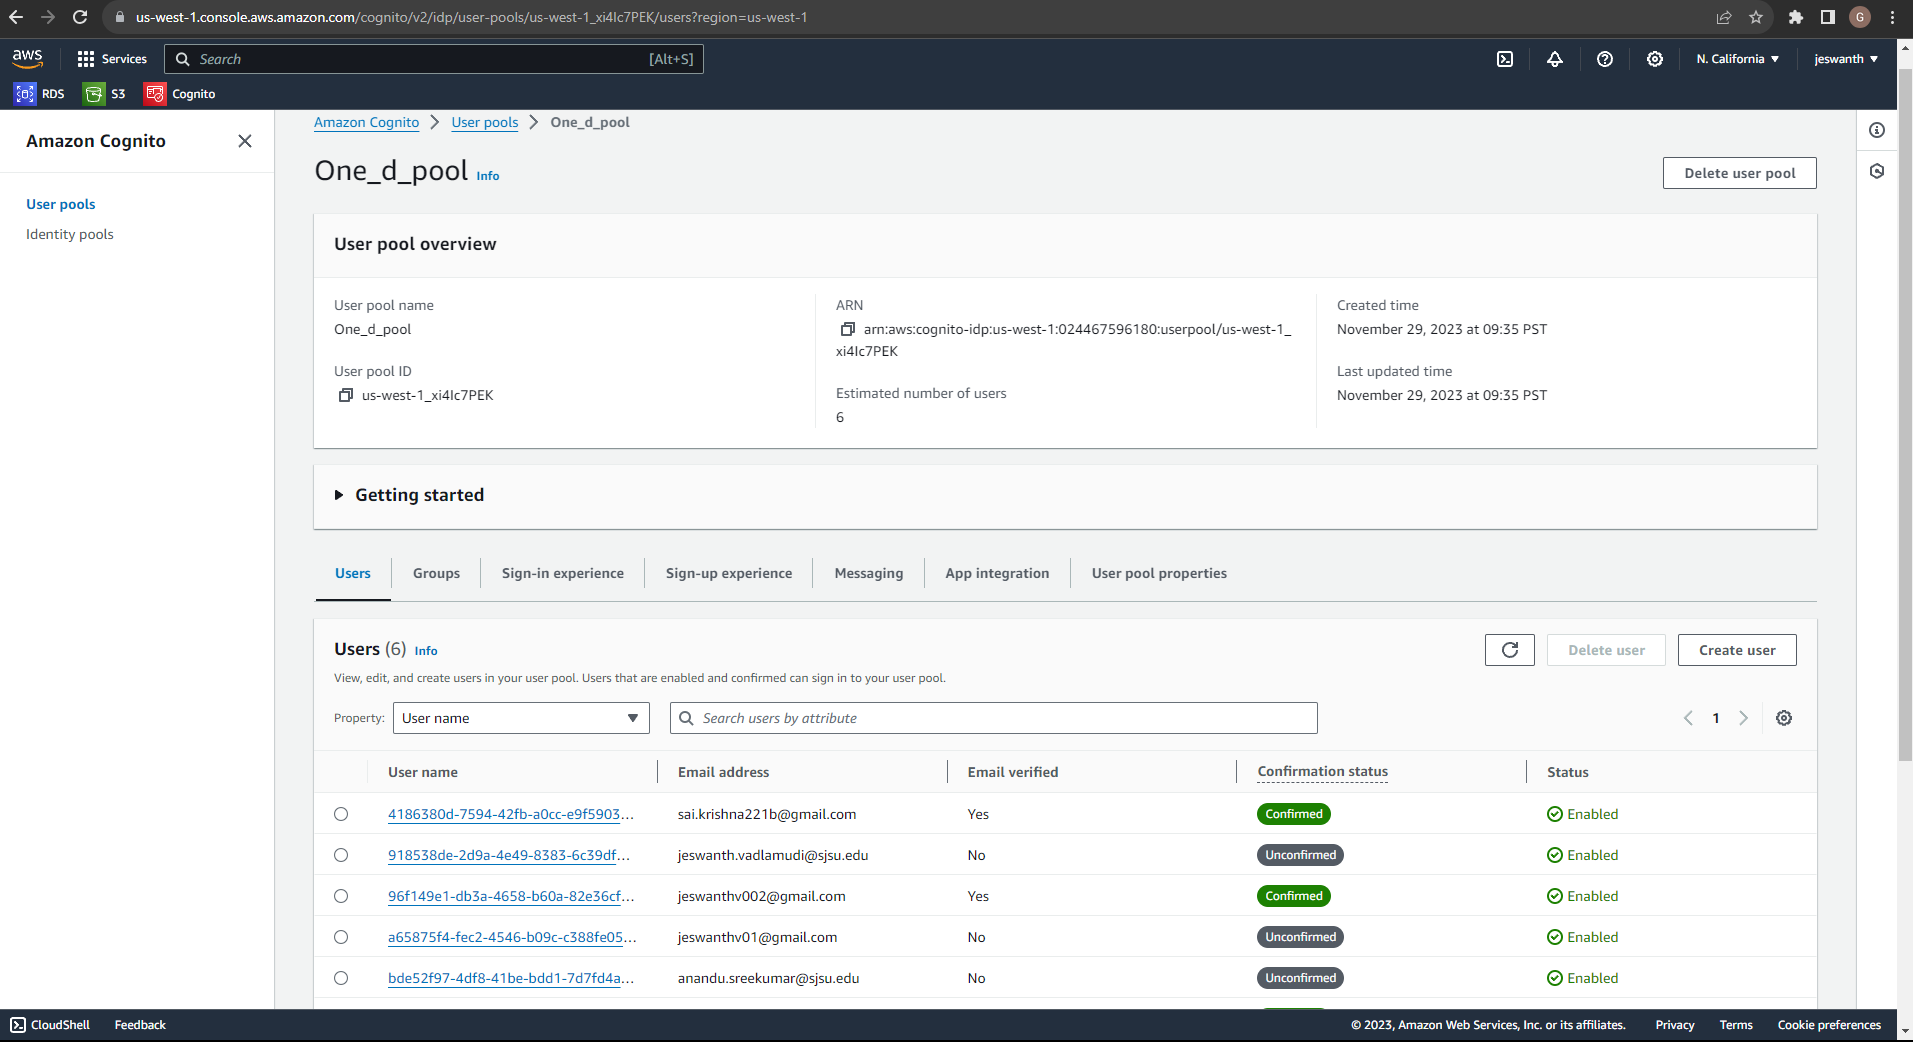 us-west-1.console.aws.amazon.com/cognito/v2/idp/user-pools/us-west-1_xi4Ic7PEK/users?region=us-west-1
G
aws
Services
Search
[Alt+S]
N. California
jeswanth
RDS
S3
Cognito
Amazon Cognito
User pools
Identity pools
Amazon Cognito
User pools
One_d_pool
One_d_pool
Info
Delete user pool
User pool overview
User pool name
One_d_pool
User pool ID
us-west-1_xi4Ic7PEK
ARN
arn:aws:cognito-idp:us-west-1:024467596180:userpool/us-west-1_
xi4Ic7PEK
Estimated number of users
6
Created time
November 29, 2023 at 09:35 PST
Last updated time
November 29, 2023 at 09:35 PST
Getting started
Users
Groups
Sign-in experience
Sign-up experience
Messaging
App integration
User pool properties
Users (6)
Info
Delete user
Create user
View, edit, and create users in your user pool. Users that are enabled and confirmed can sign in to your user pool.
Property:
User name
Search users by attribute
1
User name
Email address
Email verified
Confirmation status
Status
4186380d-7594-42fb-a0cc-e9f5903...
sai.krishna221b@gmail.com
Yes
Confirmed
Enabled
918538de-2d9a-4e49-8383-6c39df...
jeswanth.vadlamudi@sjsu.edu
No
Unconfirmed
Enabled
96f149e1-db3a-4658-b60a-82e36cf...
jeswanthv002@gmail.com
Yes
Confirmed
Enabled
a65875f4-fec2-4546-b09c-c388fe05...
jeswanthv01@gmail.com
No
Unconfirmed
Enabled
bde52f97-4df8-41be-bdd1-7d7fd4a...
anandu.sreekumar@sjsu.edu
No
Unconfirmed
Enabled
CloudShell
Feedback
© 2023, Amazon Web Services, Inc. or its affiliates.
Privacy
Terms
Cookie preferences